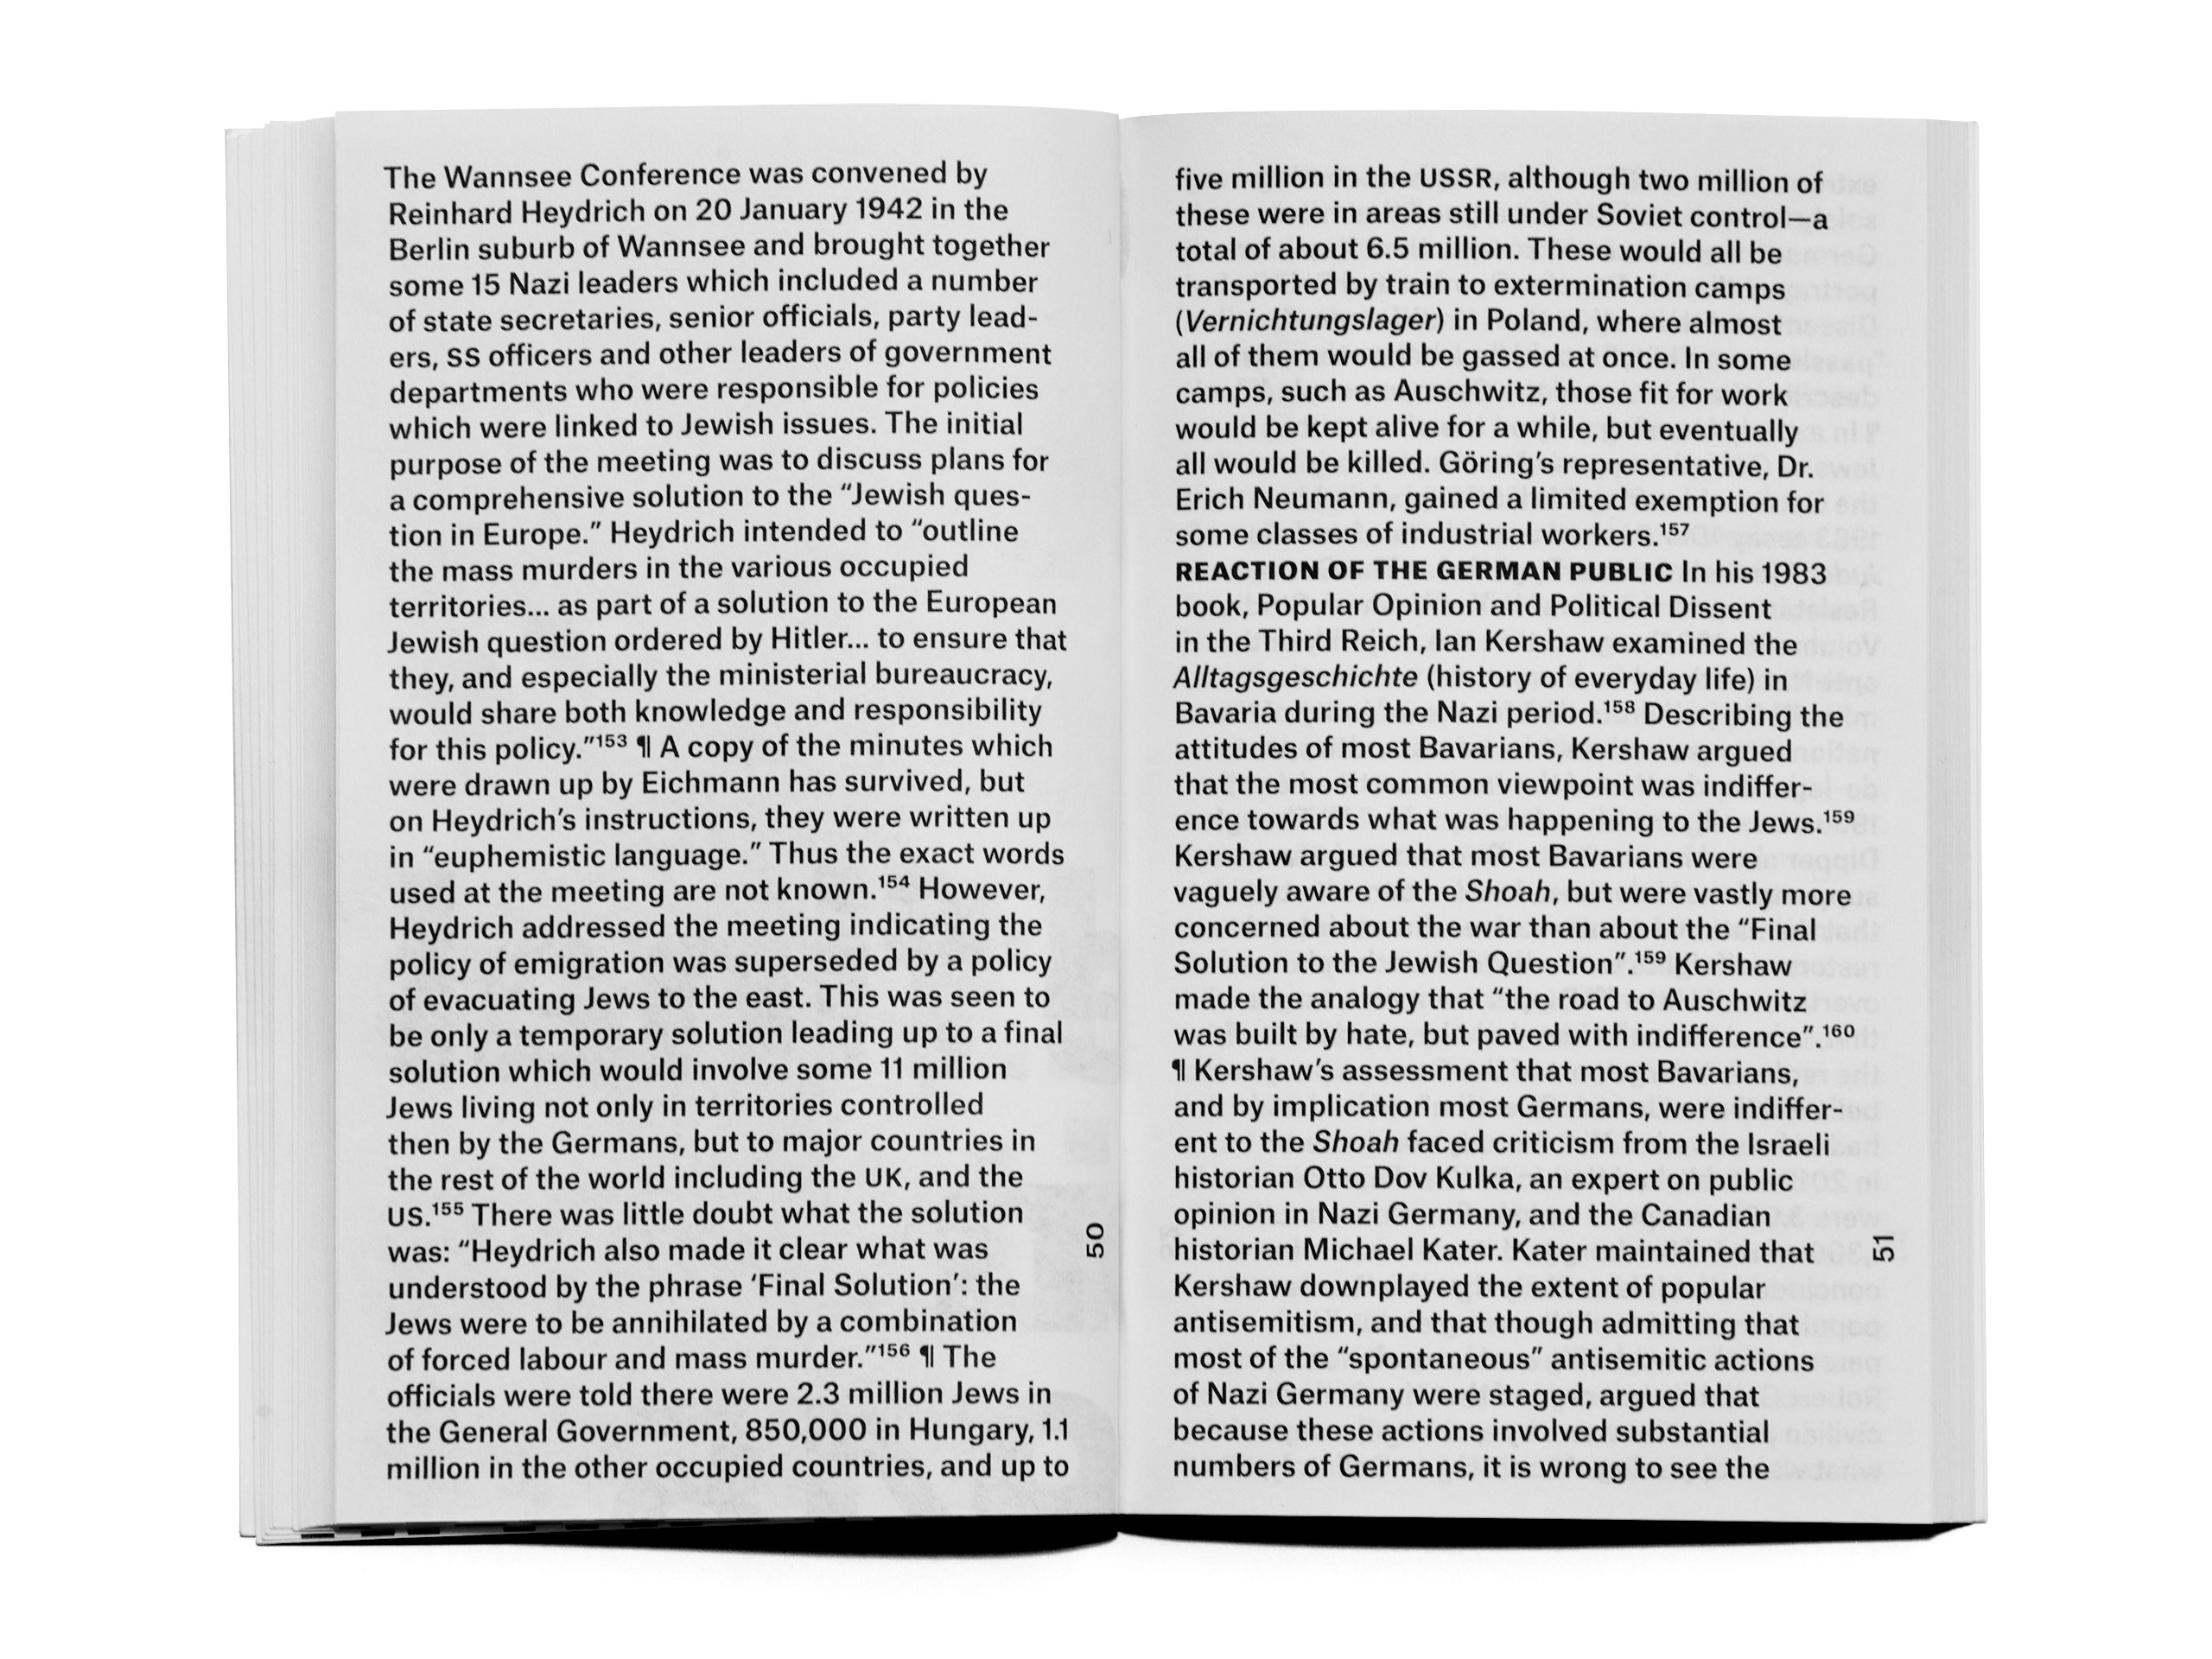 The Wannsee Conference was convened by
Reinhard Heydrich on 20 January 1942 in the
Berlin suburb of Wannsee and brought together
some 15 Nazi leaders which included a number
of state secretaries, senior officials, party lead-
ers, SS officers and other leaders of government
departments who were responsible for policies
which were linked to Jewish issues. The initial
purpose of the meeting was to discuss plans for
a comprehensive solution to the “Jewish ques-
tion in Europe.” Heydrich intended to “outline
the mass murders in the various occupied
territories... as part of a solution to the European
Jewish question ordered by Hitler... to ensure that
they, and especially the ministerial bureaucracy,
would share both knowledge and responsibility
for this policy.”¹⁵³ ¶ A copy of the minutes which
were drawn up by Eichmann has survived, but
on Heydrich’s instructions, they were written up
in “euphemistic language.” Thus the exact words
used at the meeting are not known.¹⁵⁴ However,
Heydrich addressed the meeting indicating the
policy of emigration was superseded by a policy
of evacuating Jews to the east. This was seen to
be only a temporary solution leading up to a final
solution which would involve some 11 million
Jews living not only in territories controlled
then by the Germans, but to major countries in
the rest of the world including the UK, and the
US.¹⁵⁵ There was little doubt what the solution
was: “Heydrich also made it clear what was
understood by the phrase ‘Final Solution’: the
Jews were to be annihilated by a combination
of forced labour and mass murder.”¹⁵⁶ ¶ The
officials were told there were 2.3 million Jews in
the General Government, 850,000 in Hungary, 1.1
million in the other occupied countries, and up to
50
five million in the USSR, although two million of
these were in areas still under Soviet control—a
total of about 6.5 million. These would all be
transported by train to extermination camps
(Vernichtungslager) in Poland, where almost
all of them would be gassed at once. In some
camps, such as Auschwitz, those fit for work
would be kept alive for a while, but eventually
all would be killed. Göring’s representative, Dr.
Erich Neumann, gained a limited exemption for
some classes of industrial workers.¹⁵⁷
REACTION OF THE GERMAN PUBLIC In his 1983
book, Popular Opinion and Political Dissent
in the Third Reich, Ian Kershaw examined the
Alltagsgeschichte (history of everyday life) in
Bavaria during the Nazi period.¹⁵⁸ Describing the
attitudes of most Bavarians, Kershaw argued
that the most common viewpoint was indiffer-
ence towards what was happening to the Jews.¹⁵⁹
Kershaw argued that most Bavarians were
vaguely aware of the Shoah, but were vastly more
concerned about the war than about the “Final
Solution to the Jewish Question”.¹⁵⁹ Kershaw
made the analogy that “the road to Auschwitz
was built by hate, but paved with indifference”.¹⁶⁰
¶ Kershaw’s assessment that most Bavarians,
and by implication most Germans, were indiffer-
ent to the Shoah faced criticism from the Israeli
historian Otto Dov Kulka, an expert on public
opinion in Nazi Germany, and the Canadian
historian Michael Kater. Kater maintained that
Kershaw downplayed the extent of popular
antisemitism, and that though admitting that
most of the “spontaneous” antisemitic actions
of Nazi Germany were staged, argued that
because these actions involved substantial
numbers of Germans, it is wrong to see the
51